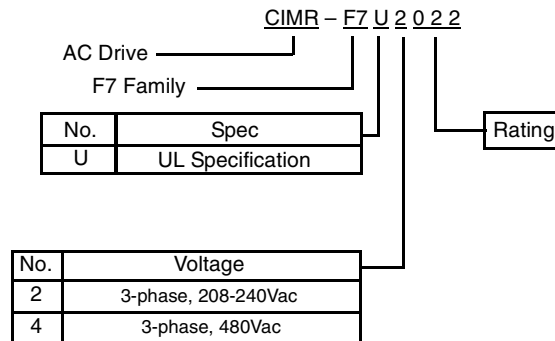 CIMR – F7 U 2 0 2 2
AC Drive
F7 Family
No. Spec
U UL Specification
Rating
No. Voltage
2 3-phase, 208-240Vac
4 3-phase, 480Vac